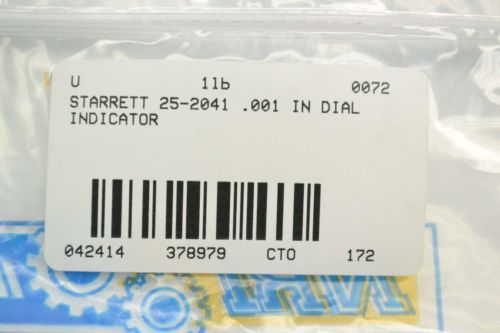 U 1lb 0072
STARRETT 25-2041 .001 IN DIAL
INDICATOR
042414 378979 CTO 172